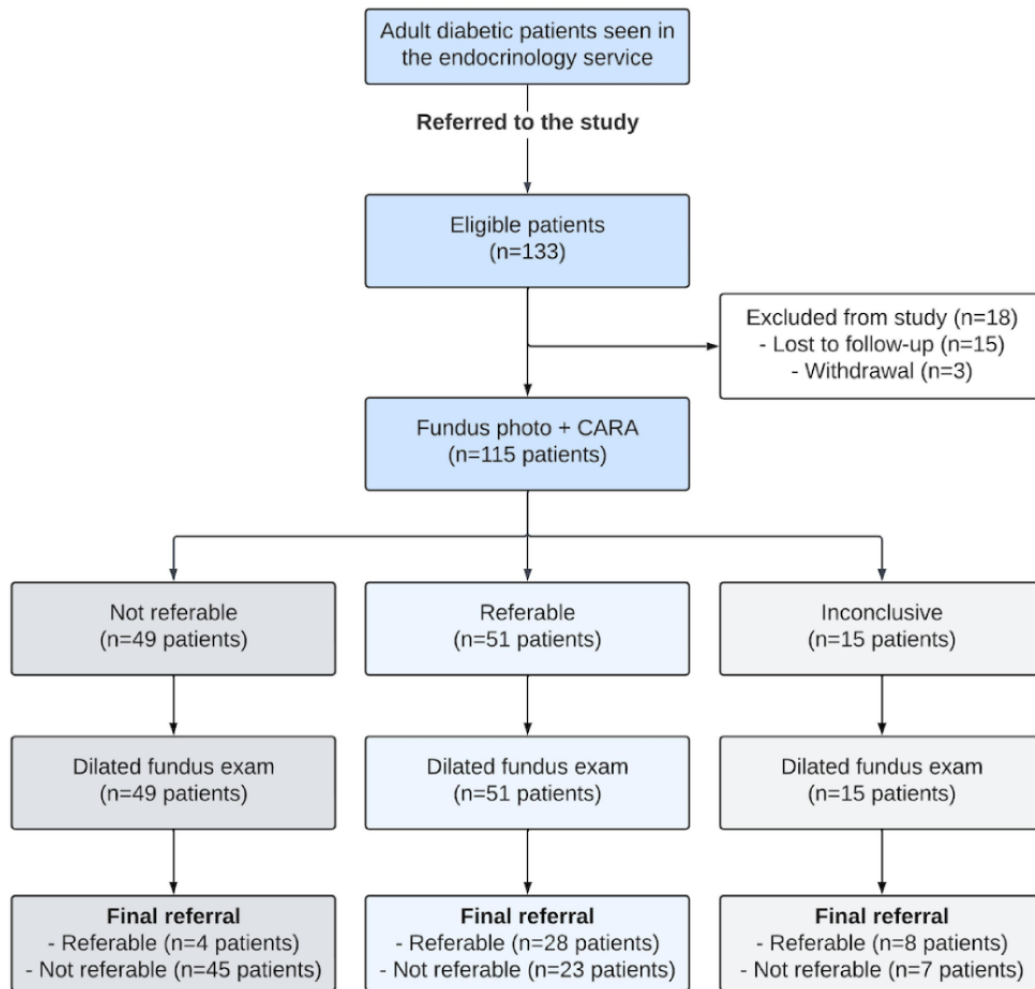 Adult diabetic patients seen in
the endocrinology service
Referred to the study
Eligible patients
(n=133)
Excluded from study (n=18)
- Lost to follow-up (n=15)
- Withdrawal (n=3)
Fundus photo + CARA
(n=115 patients)
Not referable
(n=49 patients)
Referable
(n=51 patients)
Inconclusive
(n=15 patients)
Dilated fundus exam
(n=49 patients)
Dilated fundus exam
(n=51 patients)
Dilated fundus exam
(n=15 patients)
Final referral
- Referable (n=4 patients)
- Not referable (n=45 patients)
Final referral
- Referable (n=28 patients)
- Not referable (n=23 patients)
Final referral
- Referable (n=8 patients)
- Not referable (n=7 patients)